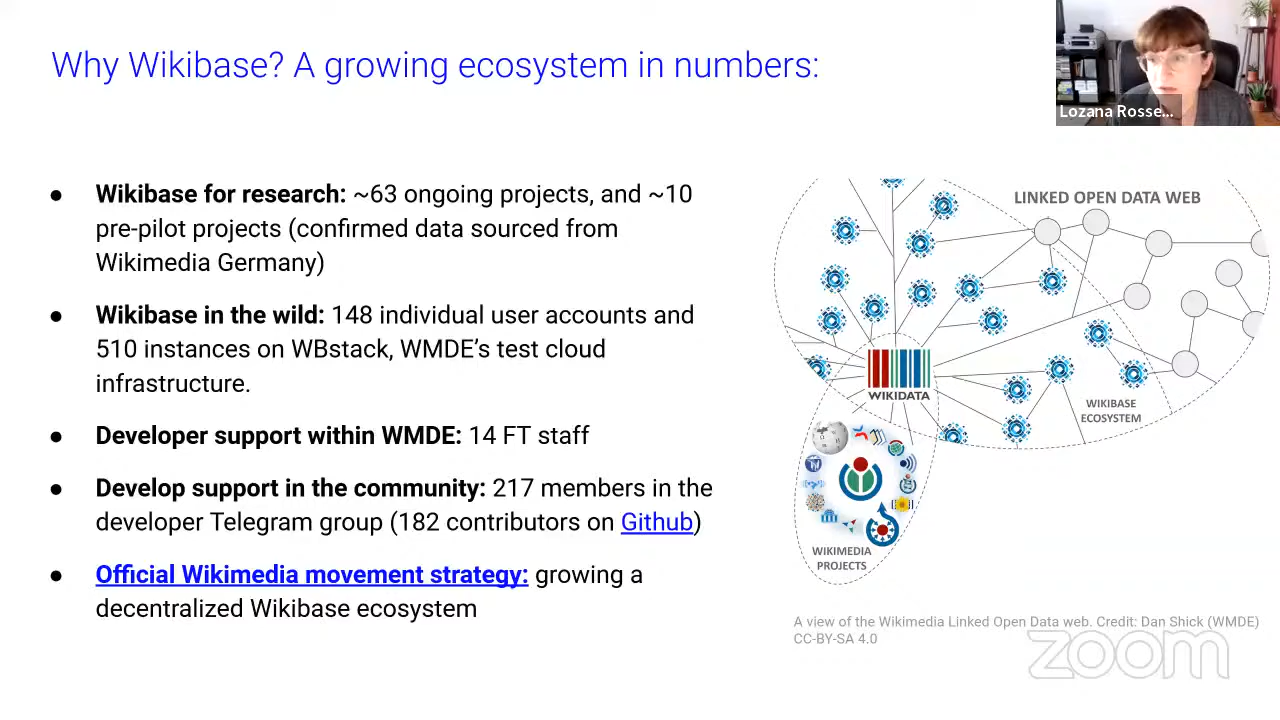 Why Wikibase? A growing ecosystem in numbers:
Lozana Rosse...
● Wikibase for research: ~63 ongoing projects, and ~10
pre-pilot projects (confirmed data sourced from
Wikimedia Germany)
● Wikibase in the wild: 148 individual user accounts and
510 instances on WBstack, WMDE's test cloud
infrastructure.
● Developer support within WMDE: 14 FT staff
● Develop support in the community: 217 members in the
developer Telegram group (182 contributors on Github)
● Official Wikimedia movement strategy: growing a
decentralized Wikibase ecosystem
LINKED OPEN DATA WEB
WIKIDATA
WIKIBASE
ECOSYSTEM
WIKIMEDIA
PROJECTS
A view of the Wikimedia Linked Open Data web. Credit: Dan Shick (WMDE)
CC-BY-SA 4.0
zoom